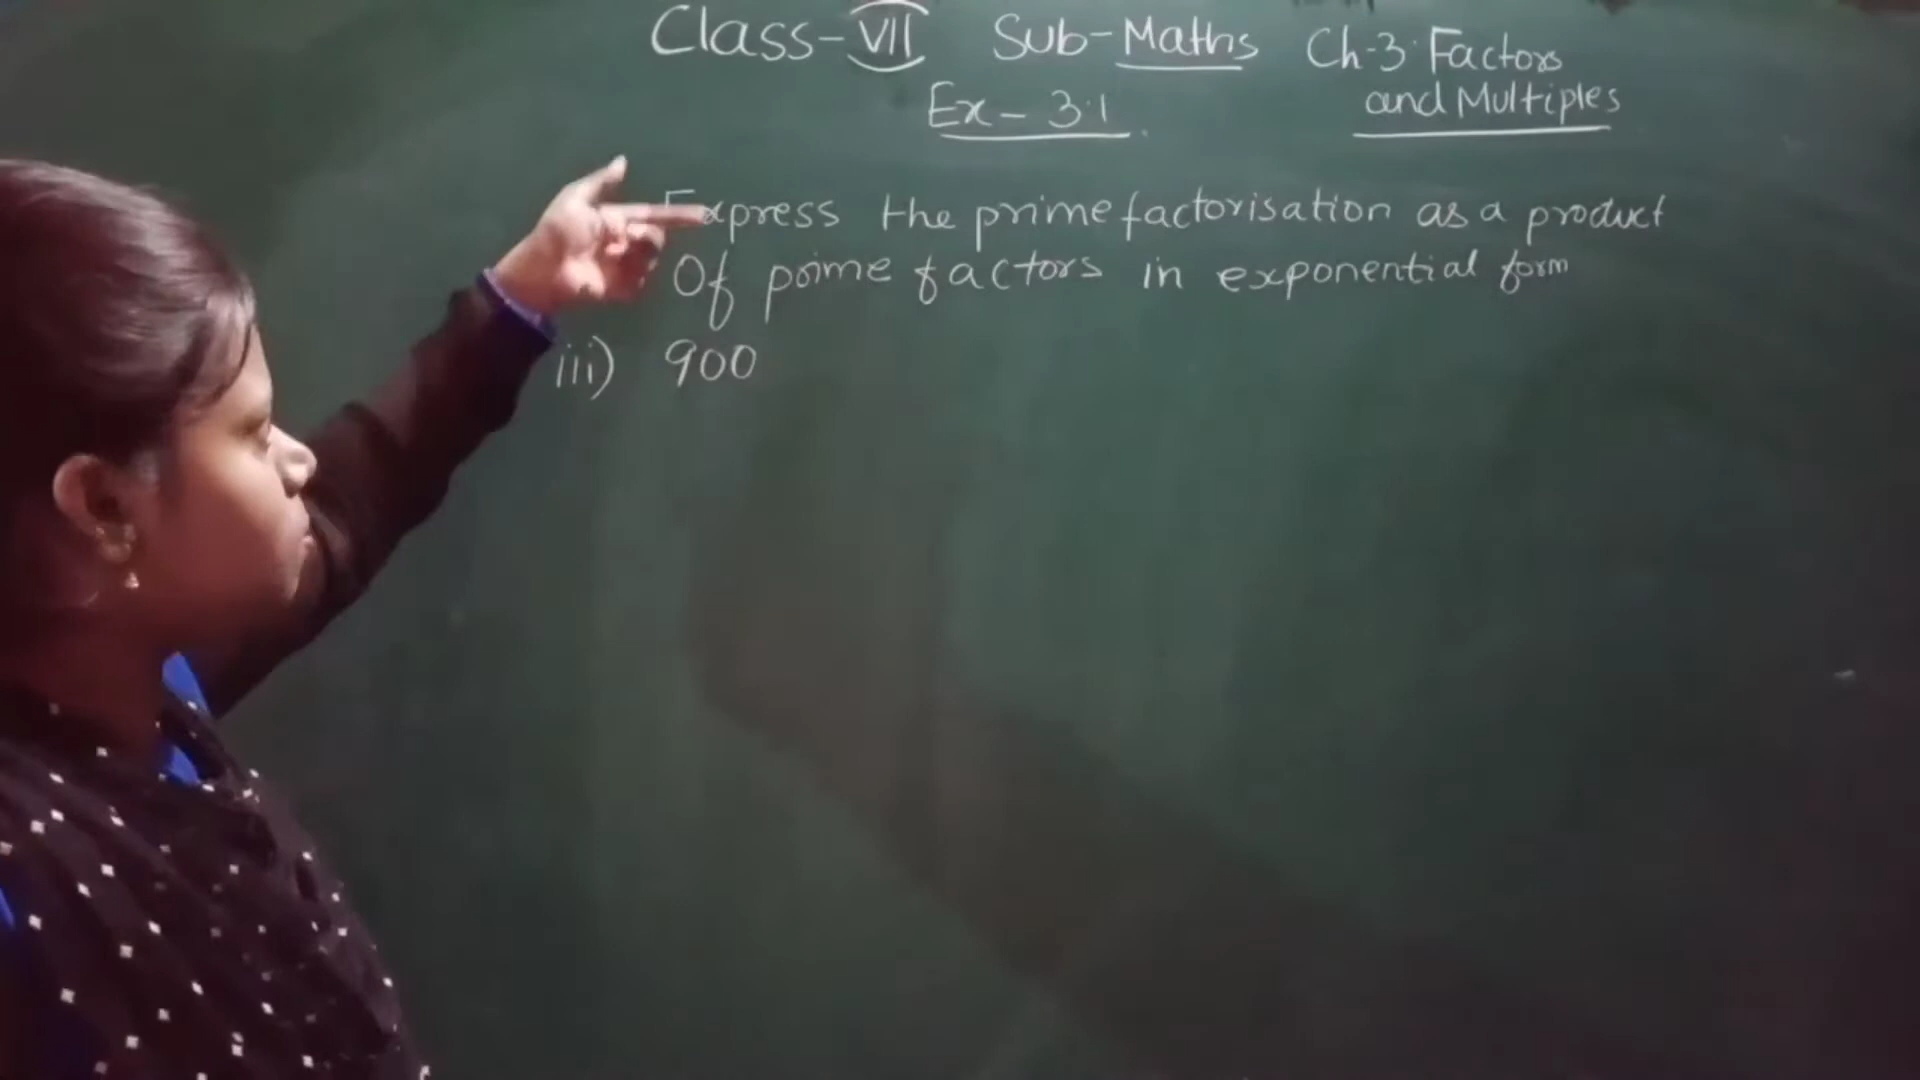 Class-VII Sub-Maths Ch-3. Factors
and Multiples
Ex- 3.1
Express the prime factorisation as a product
Of prime factors in exponential form
iii) 900